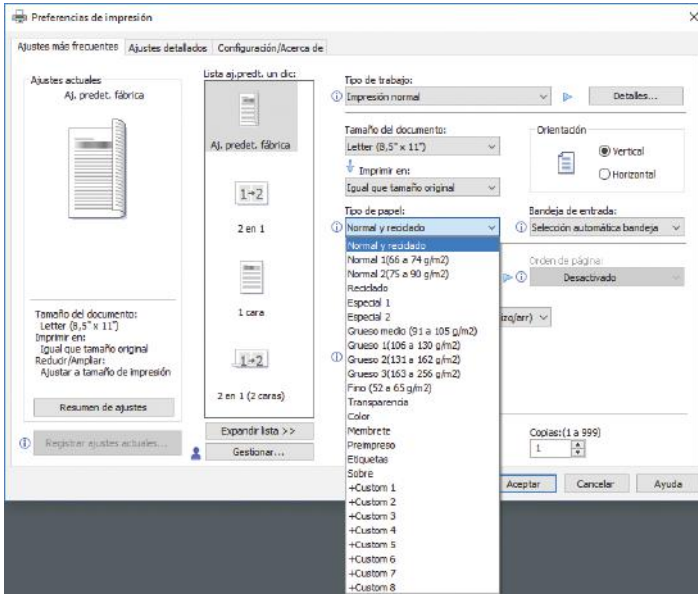 Preferencias de impresión
Ajustes más frecuentes
Ajustes detallados
Configuración/Acerca de
Ajustes actuales
Aj. predet. fábrica
Tamaño del documento:
Letter (8,5" x 11")
Imprimir en:
Igual que tamaño original
Reducir/Ampliar:
Ajustar a tamaño de impresión
Resumen de ajustes
Registrar ajustes actuales...
Lista aj.predt. un clic:
Aj. predet. fábrica
1→2
2 en 1
1 cara
1→2
2 en 1 (2 caras)
Expandir lista >>
Gestionar...
Tipo de trabajo:
Impresión normal
Detalles...
Tamaño del documento:
Letter (8,5" x 11")
Imprimir en:
Igual que tamaño original
Orientación
Vertical
Horizontal
Tipo de papel:
Normal y reciclado
Bandeja de entrada:
Selección automática bandeja
Normal y reciclado
Normal 1(66 a 74 g/m2)
Normal 2(75 a 90 g/m2)
Reciclado
Especial 1
Especial 2
Grueso medio (91 a 105 g/m2)
Grueso 1(106 a 130 g/m2)
Grueso 2(131 a 162 g/m2)
Grueso 3(163 a 256 g/m2)
Fino (52 a 65 g/m2)
Transparencia
Color
Membrete
Preimpreso
Etiquetas
Sobre
+Custom 1
+Custom 2
+Custom 3
+Custom 4
+Custom 5
+Custom 6
+Custom 7
+Custom 8
Orden de página:
Desactivado
izq/arr)
Copias:(1 a 999)
1
Aceptar
Cancelar
Ayuda